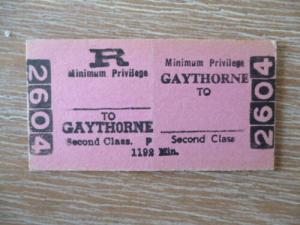 2604
R
Minimum Privilege
TO
GAYTHORNE
Second Class. P
1192 Min.
Minimum Privilege
GAYTHORNE
TO
Second Class
2604